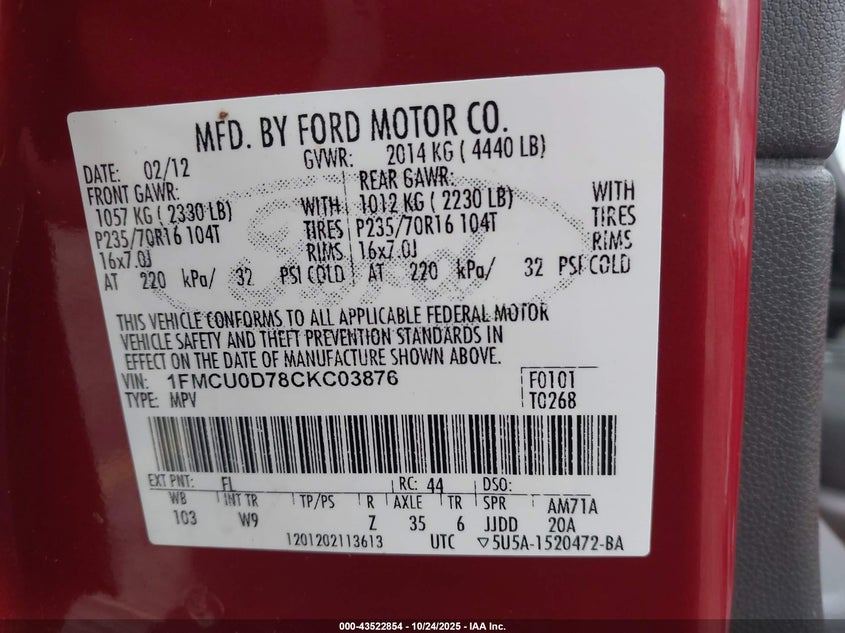 MFD. BY FORD MOTOR CO.
DATE: 02/12 GVWR: 2014 KG ( 4440 LB)
FRONT GAWR: REAR GAWR:
1057 KG ( 2330 LB) WITH 1012 KG ( 2230 LB) WITH
P235/70R16 104T TIRES P235/70R16 104T TIRES
16x7.0J RIMS 16x7.0J RIMS
AT 220 kPa/ 32 PSI COLD AT 220 kPa/ 32 PSI COLD
THIS VEHICLE CONFORMS TO ALL APPLICABLE FEDERAL MOTOR
VEHICLE SAFETY AND THEFT PREVENTION STANDARDS IN
EFFECT ON THE DATE OF MANUFACTURE SHOWN ABOVE.
VIN: 1FMCU0D78CKC03876 F0101
TYPE: MPV T0268
EXT PNT: FL RC: 44 DSO:
WB INT TR TP/PS R AXLE TR SPR AM71A
103 W9 Z 35 6 JJDD 20A
1201202113613 UTC ▽5U5A-1520472-BA
Ford
000-43522854 - 10/24/2025 - IAA Inc.